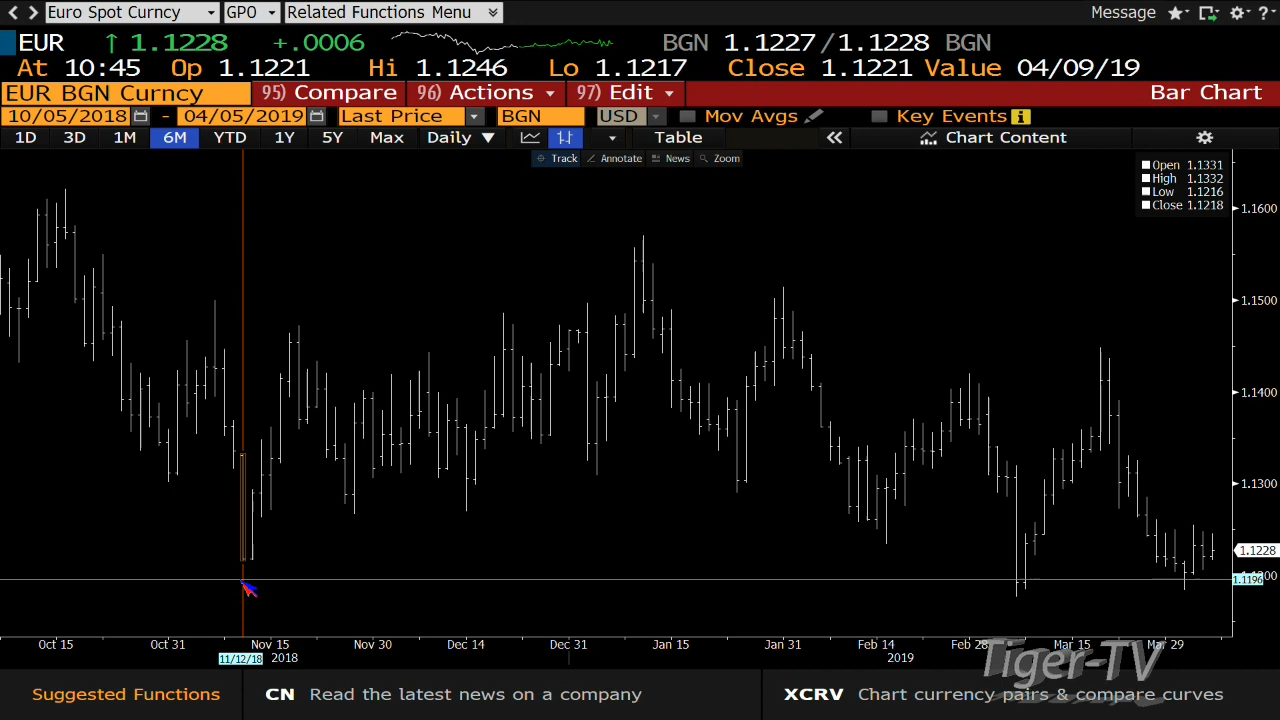 Euro Spot Curncy GPO Related Functions Menu Message ?
EUR ↑ 1.1228 +.0006 BGN 1.1227/1.1228 BGN
At 10:45 Op 1.1221 Hi 1.1246 Lo 1.1217 Close 1.1221 Value 04/09/19
EUR BGN Curncy 95) Compare 96) Actions 97) Edit Bar Chart
10/05/2018 - 04/05/2019 Last Price BGN USD Mov Avgs Key Events i
1D 3D 1M 6M YTD 1Y 5Y Max Daily ▼ Table « Chart Content
Track Annotate News Zoom
Open 1.1331
High 1.1332
Low 1.1216
Close 1.1218
1.1600
1.1500
1.1400
1.1300
1.1228
1.1200
1.1196
Oct 15 Oct 31 Nov 15 Nov 30 Dec 14 Dec 31 Jan 15 Jan 31 Feb 14 Feb 28 Mar 15 Mar 29
11/12/18 2018 2019
Tiger-TV
Suggested Functions CN Read the latest news on a company XCRV Chart currency pairs & compare curves